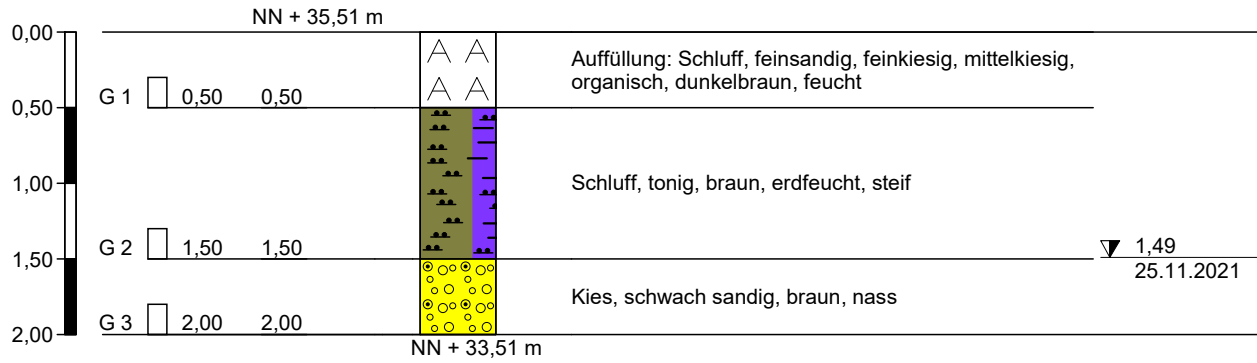 NN + 35,51 m
0,00
Auffüllung: Schluff, feinsandig, feinkiesig, mittelkiesig,
organisch, dunkelbraun, feucht
G 1 0,50 0,50
0,50
1,00
Schluff, tonig, braun, erdfeucht, steif
G 2 1,50 1,50
1,49
1,50
25.11.2021
Kies, schwach sandig, braun, nass
G 3 2,00 2,00
2,00
NN + 33,51 m